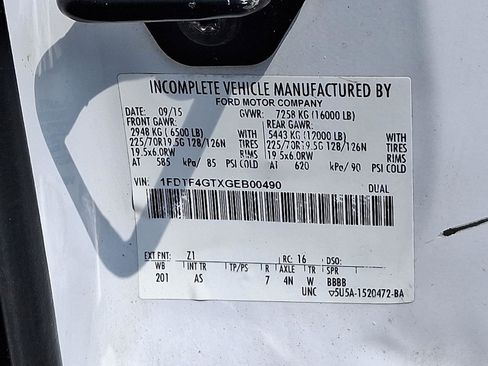 INCOMPLETE VEHICLE MANUFACTURED BY
FORD MOTOR COMPANY
DATE: 09/15 GVWR: 7258 KG (16000 LB)
FRONT GAWR: REAR GAWR:
2948 KG (6500 LB) WITH 5443 KG (12000 LB) WITH
225/70R19.5G 128/126N TIRES 225/70R19.5G 128/126N TIRES
19.5x6.0RW RIMS 19.5x6.0RW RIMS
AT 585 kPa/ 85 PSI COLD AT 620 kPa/ 90 PSI COLD
VIN: 1FDTF4GTXGEB00490 DUAL
EXT PNT: Z1 RC: 16 DSO:
WB INT TR TP/PS R AXLE TR SPR
201 AS 7 4N W BBBB
UNC ▽5U5A-1520472-BA